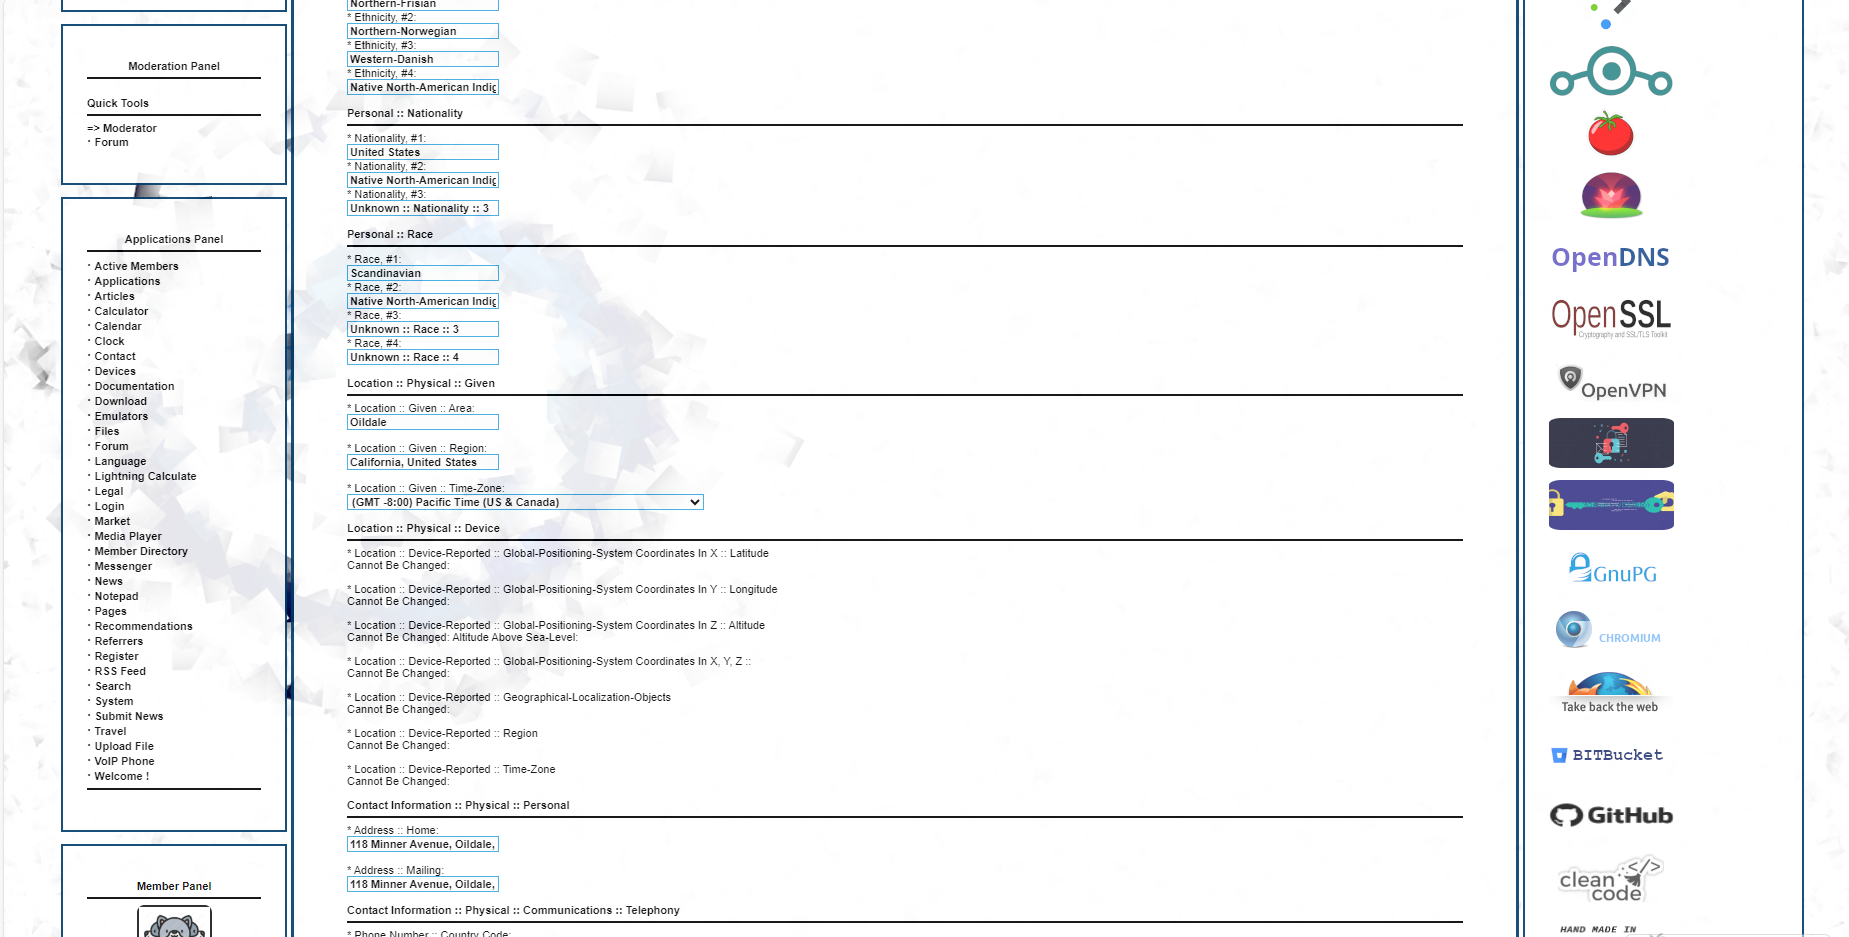 Moderation Panel
Quick Tools
=> Moderator
· Forum
Applications Panel
· Active Members
· Applications
· Articles
· Calculator
· Calendar
· Clock
· Contact
· Devices
· Documentation
· Download
· Emulators
· Files
· Forum
· Language
· Lightning Calculate
· Legal
· Login
· Market
· Media Player
· Member Directory
· Messenger
· News
· Notepad
· Pages
· Recommendations
· Referrers
· Register
· RSS Feed
· Search
· System
· Submit News
· Travel
· Upload File
· VoIP Phone
· Welcome !
Member Panel
Northern-Frisian
* Ethnicity, #2:
Northern-Norwegian
* Ethnicity, #3:
Western-Danish
* Ethnicity, #4:
Native North-American Indig
Personal :: Nationality
* Nationality, #1:
United States
* Nationality, #2:
Native North-American Indig
* Nationality, #3:
Unknown :: Nationality :: 3
Personal :: Race
* Race, #1:
Scandinavian
* Race, #2:
Native North-American Indig
* Race, #3:
Unknown :: Race :: 3
* Race, #4:
Unknown :: Race :: 4
Location :: Physical :: Given
* Location :: Given :: Area:
Oildale
* Location :: Given :: Region:
California, United States
* Location :: Given :: Time-Zone:
(GMT -8:00) Pacific Time (US & Canada)
Location :: Physical :: Device
* Location :: Device-Reported :: Global-Positioning-System Coordinates In X :: Latitude
Cannot Be Changed:
* Location :: Device-Reported :: Global-Positioning-System Coordinates In Y :: Longitude
Cannot Be Changed:
* Location :: Device-Reported :: Global-Positioning-System Coordinates In Z :: Altitude
Cannot Be Changed: Altitude Above Sea-Level:
* Location :: Device-Reported :: Global-Positioning-System Coordinates In X, Y, Z ::
Cannot Be Changed:
* Location :: Device-Reported :: Geographical-Localization-Objects
Cannot Be Changed:
* Location :: Device-Reported :: Region
Cannot Be Changed:
* Location :: Device-Reported :: Time-Zone
Cannot Be Changed:
Contact Information :: Physical :: Personal
* Address :: Home:
118 Minner Avenue, Oildale,
* Address :: Mailing:
118 Minner Avenue, Oildale,
Contact Information :: Physical :: Communications :: Telephony
* Phone Number :: Country Code:
OpenDNS
OpenSSL
Cryptography and SSL/TLS Toolkit
OpenVPN
GnuPG
CHROMIUM
Take back the web
BITBucket
GitHub
</>
clean
code
HAND MADE IN